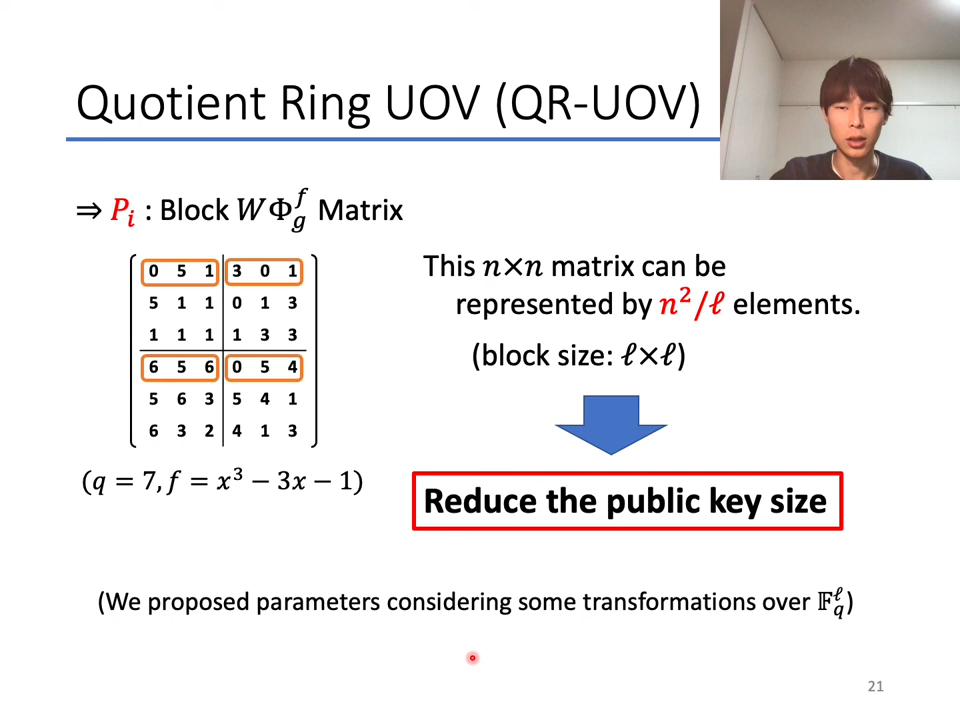 Quotient Ring UOV (QR-UOV)
⇒ P_i : Block WΦ_g^f Matrix
0 5 1 3 0 1
5 1 1 0 1 3
1 1 1 1 3 3
6 5 6 0 5 4
5 6 3 5 4 1
6 3 2 4 1 3
(q = 7, f = x³ − 3x − 1)
This n×n matrix can be
represented by n²/ℓ elements.
(block size: ℓ×ℓ)
Reduce the public key size
(We proposed parameters considering some transformations over 𝔽_q^ℓ)
21